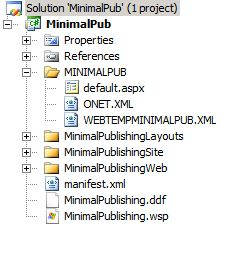 Solution 'MinimalPub' (1 project)
MinimalPub
Properties
References
MINIMALPUB
default.aspx
ONET.XML
WEBTEMPMINIMALPUB.XML
MinimalPublishingLayouts
MinimalPublishingSite
MinimalPublishingWeb
manifest.xml
MinimalPublishing.ddf
MinimalPublishing.wsp